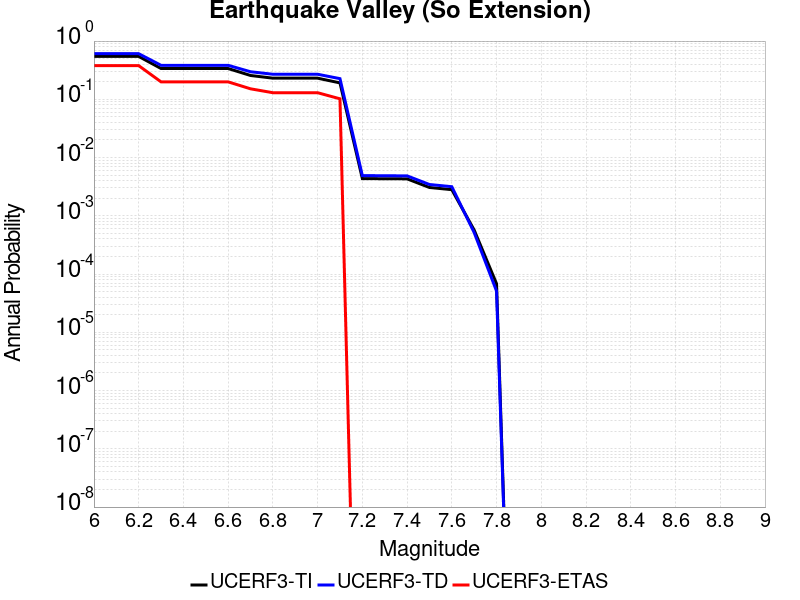 Earthquake Valley (So Extension)
10^0
10^-1
10^-2
10^-3
10^-4
10^-5
10^-6
10^-7
10^-8
Annual Probability
6 6.2 6.4 6.6 6.8 7 7.2 7.4 7.6 7.8 8 8.2 8.4 8.6 8.8 9
Magnitude
UCERF3-TI UCERF3-TD UCERF3-ETAS